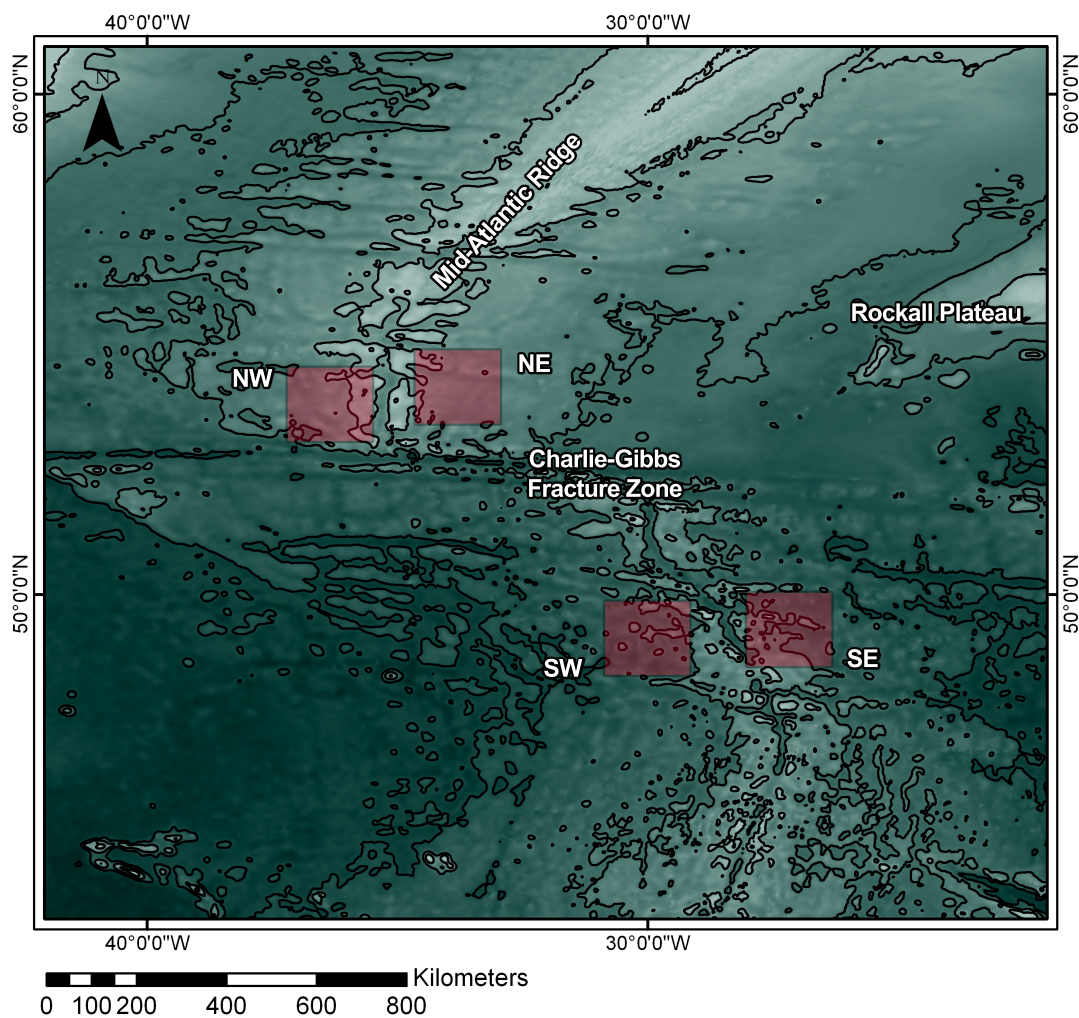 40°0'0"W 30°0'0"W
60°0'0"N
60°0'0"N
N
Mid-Atlantic Ridge
Rockall Plateau
NW
NE
Charlie-Gibbs
Fracture Zone
50°0'0"N
50°0'0"N
SW
SE
40°0'0"W 30°0'0"W
Kilometers
0 100 200 400 600 800